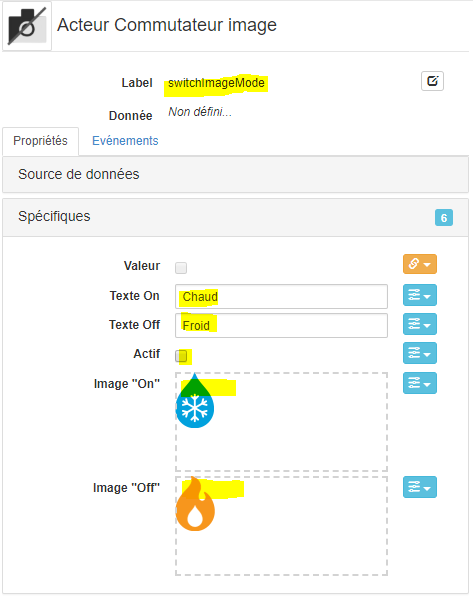 Acteur Commutateur image
Label switchImageMode
Donnée Non défini...
Propriétés Evénements
Source de données
Spécifiques 6
Valeur
Texte On Chaud
Texte Off Froid
Actif
Image "On"
Image "Off"